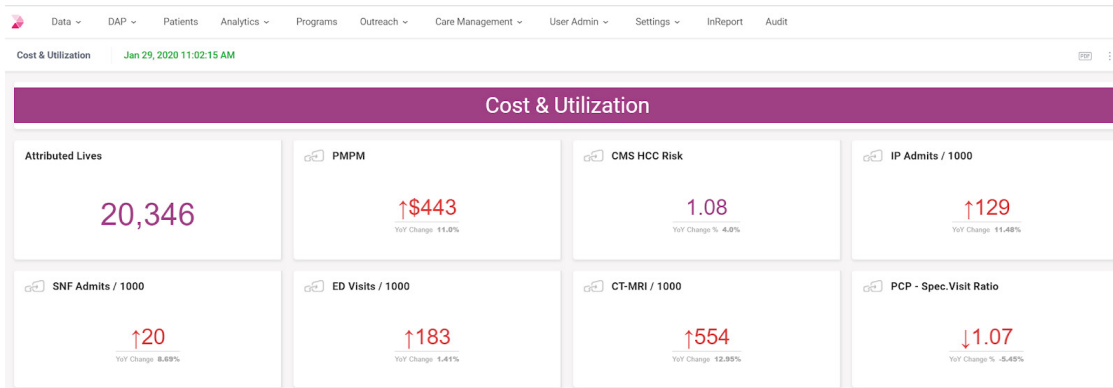 Data DAP Patients Analytics Programs Outreach Care Management User Admin Settings InReport Audit
Cost & Utilization Jan 29, 2020 11:02:15 AM
Cost & Utilization
Attributed Lives
20,346
PMPM
↑$443
YoY Change 11.0%
CMS HCC Risk
1.08
YoY Change % 4.0%
IP Admits / 1000
↑129
YoY Change 11.48%
SNF Admits / 1000
↑20
YoY Change 8.69%
ED Visits / 1000
↑183
YoY Change 1.41%
CT-MRI / 1000
↑554
YoY Change 12.95%
PCP - Spec.Visit Ratio
↓1.07
YoY Change % -5.45%